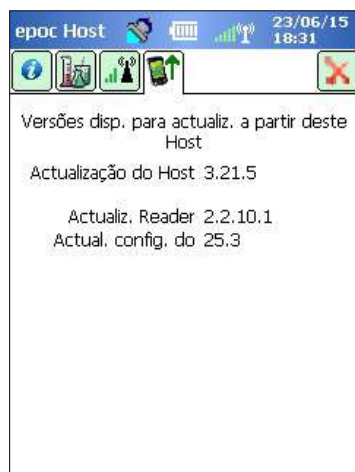 epoc Host 23/06/15
18:31
Versões disp. para actualiz. a partir deste
Host
Actualização do Host 3.21.5
Actualiz. Reader 2.2.10.1
Actual. config. do 25.3